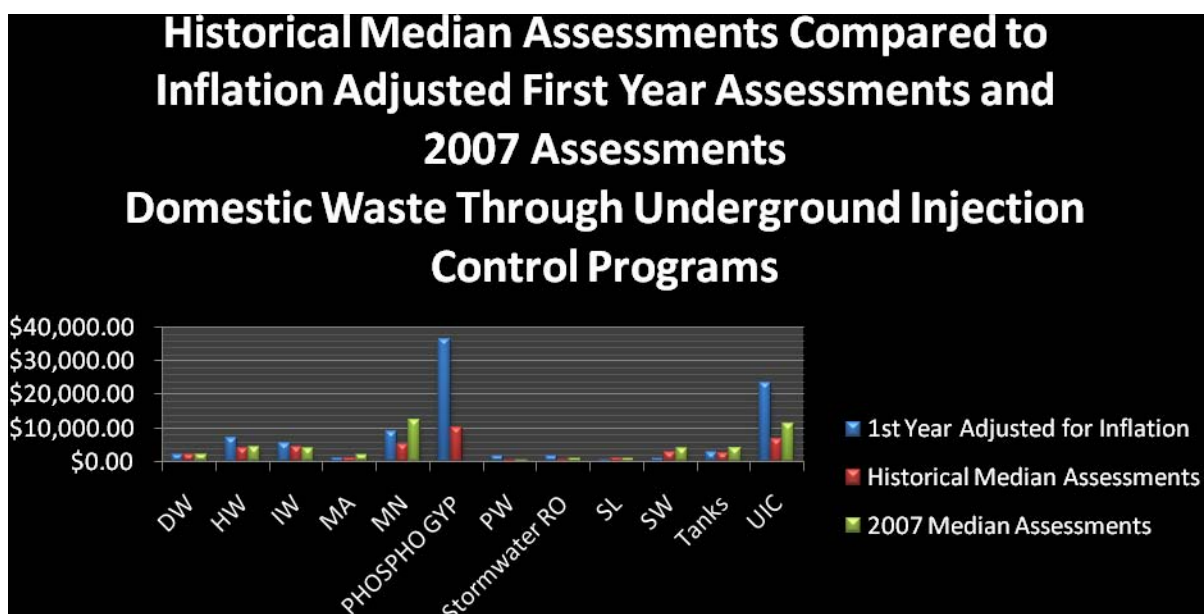 Historical Median Assessments Compared to
Inflation Adjusted First Year Assessments and
2007 Assessments
Domestic Waste Through Underground Injection
Control Programs
$40,000.00
$30,000.00
$20,000.00
$10,000.00
$0.00
DW
HW
IW
MA
MN
PHOSPHO GYP
PW
Stormwater RO
SL
SW
Tanks
UIC
1st Year Adjusted for Inflation
Historical Median Assessments
2007 Median Assessments